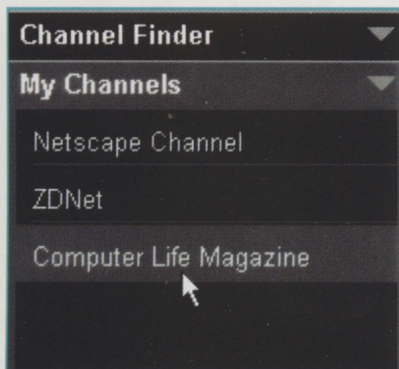 Channel Finder
My Channels
Netscape Channel
ZDNet
Computer Life Magazine